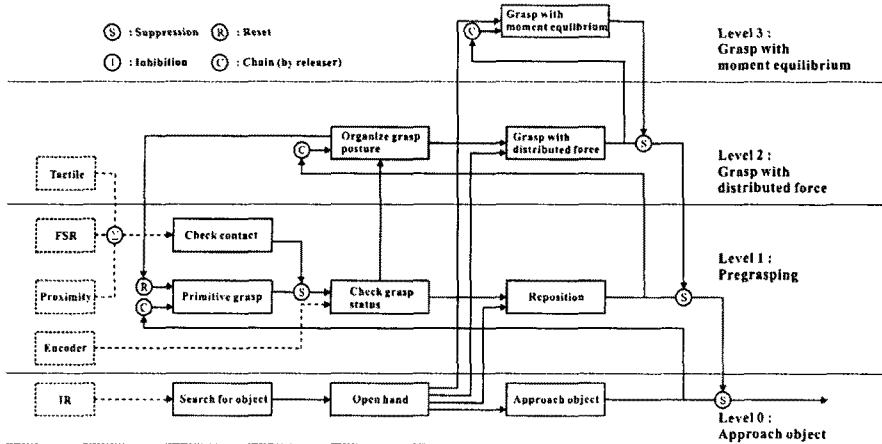 Grasp with
moment equilibrium
S : Suppression
R : Reset
I : Inhibition
C : Chain (by releaser)
C
Level 3 :
Grasp with
moment equilibrium
Organize grasp
posture
Grasp with
distributed force
C
S
Level 2 :
Grasp with
distributed force
Tactile
FSR
Σ
Check contact
Level 1 :
Pregrasping
Proximity
R
C
Primitive grasp
S
Check grasp
status
Reposition
S
Encoder
IR
Search for object
Open hand
Approach object
S
Level 0 :
Approach object